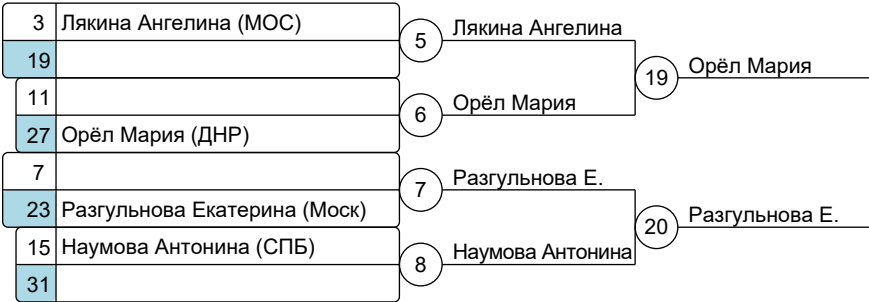 3 Лякина Ангелина (МОС)
19
5 Лякина Ангелина
11
27 Орёл Мария (ДНР)
6 Орёл Мария
19 Орёл Мария
7
23 Разгульнова Екатерина (Моск)
7 Разгульнова Е.
15 Наумова Антонина (СПБ)
31
8 Наумова Антонина
20 Разгульнова Е.